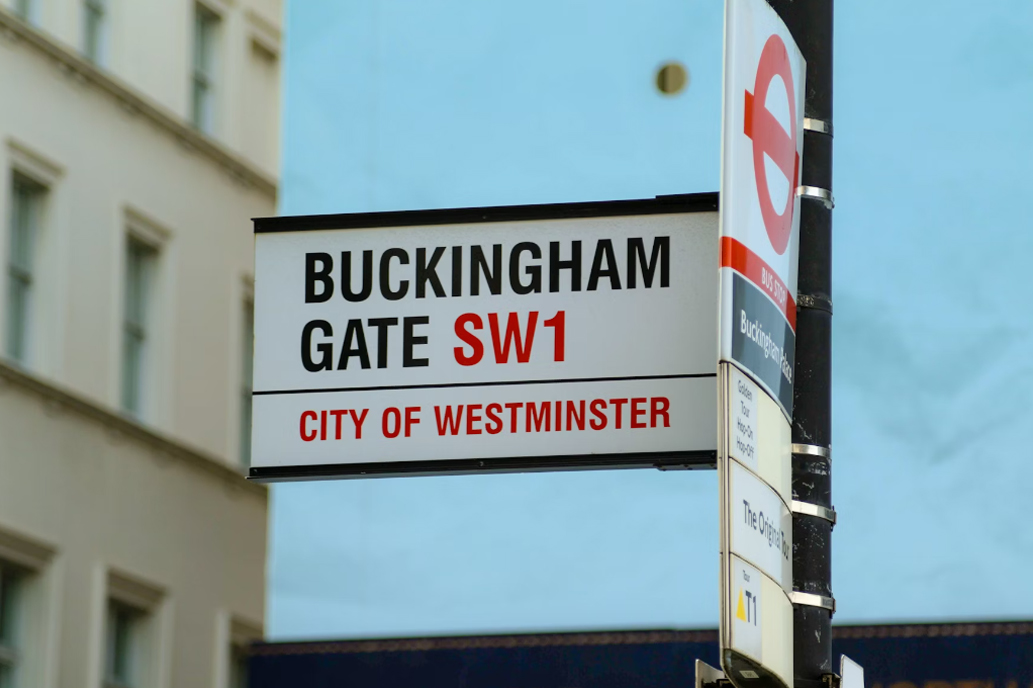 BUCKINGHAM
GATE SW1
CITY OF WESTMINSTER
BUS STOP
Buckingham Palace
Golden
Tour
Hop-On
Hop-Off
The Original Tour
Tour
T1